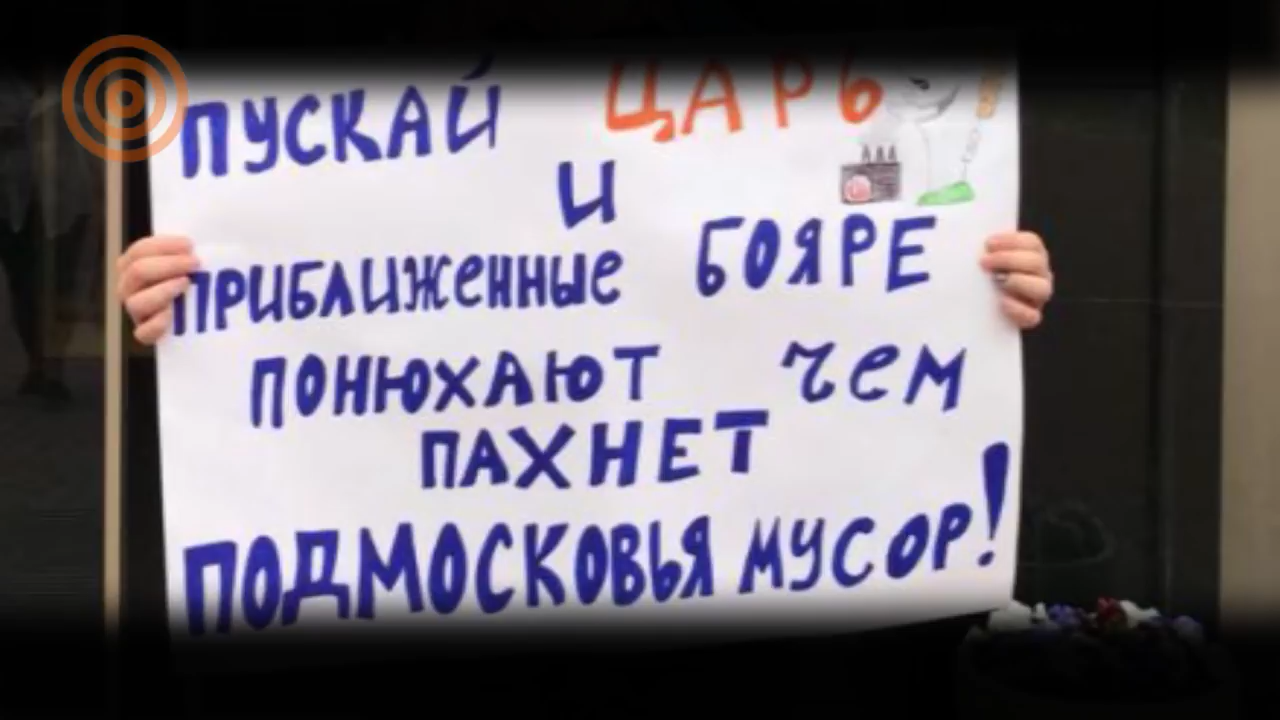 ПУСКАЙ ЦАРЬ
И
ПРИБЛИЖЕННЫЕ БОЯРЕ
ПОНЮХАЮТ ЧЕМ
ПАХНЕТ
ПОДМОСКОВЬЯ МУСОР!